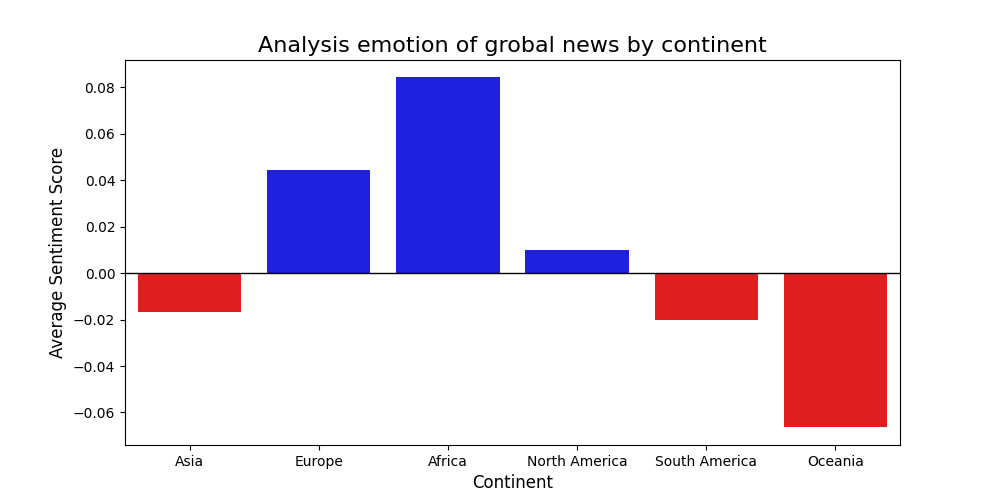 Analysis emotion of grobal news by continent
Average Sentiment Score
0.08
0.06
0.04
0.02
0.00
−0.02
−0.04
−0.06
Asia Europe Africa North America South America Oceania
Continent